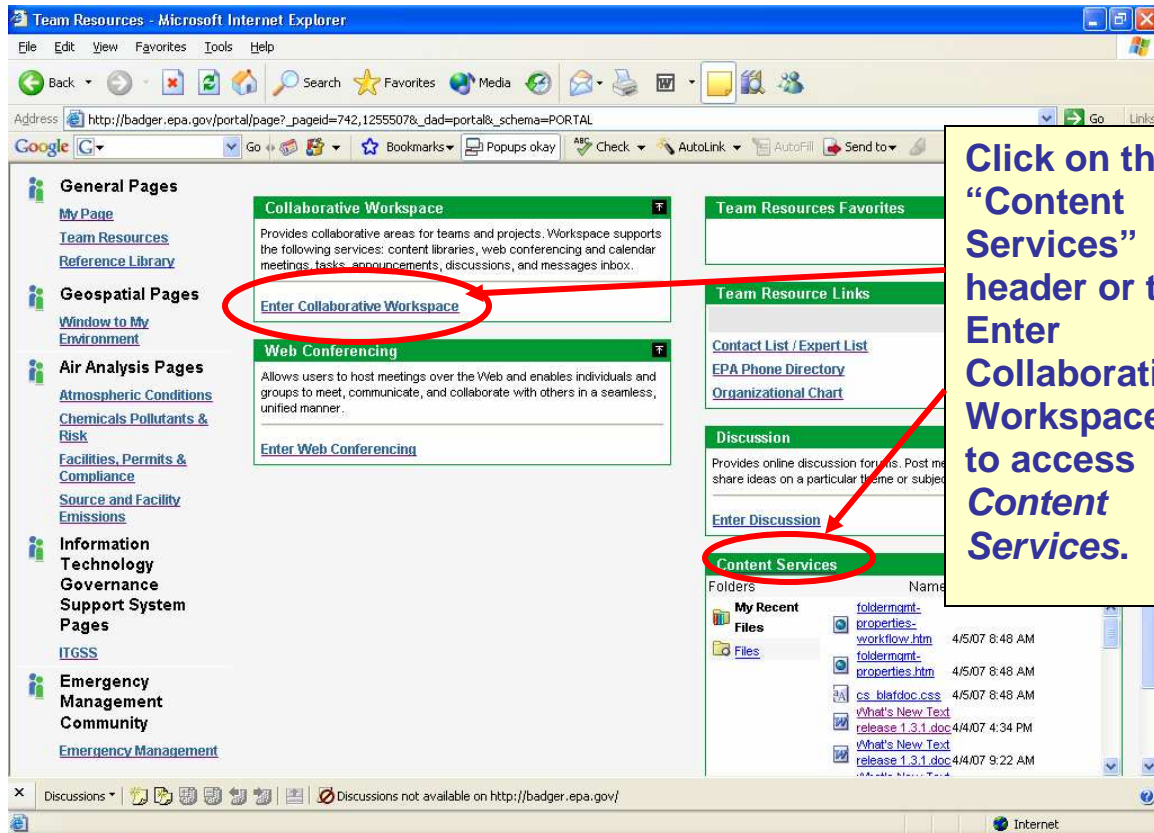 Team Resources - Microsoft Internet Explorer
File Edit View Favorites Tools Help
Back Search Favorites Media
Address http://badger.epa.gov/portal/page?_pageid=742,1255507&_dad=portal&_schema=PORTAL Go Links
Google G Go Bookmarks Popups okay ABC Check AutoLink AutoFill Send to
General Pages
My Page
Team Resources
Reference Library
Geospatial Pages
Window to My
Environment
Air Analysis Pages
Atmospheric Conditions
Chemicals Pollutants &
Risk
Facilities, Permits &
Compliance
Source and Facility
Emissions
Information
Technology
Governance
Support System
Pages
ITGSS
Emergency
Management
Community
Emergency Management
Collaborative Workspace
Provides collaborative areas for teams and projects. Workspace supports
the following services: content libraries, web conferencing and calendar
meetings, tasks, announcements, discussions, and messages inbox.
Enter Collaborative Workspace
Web Conferencing
Allows users to host meetings over the Web and enables individuals and
groups to meet, communicate, and collaborate with others in a seamless,
unified manner.
Enter Web Conferencing
Team Resources Favorites
Team Resource Links
Contact List / Expert List
EPA Phone Directory
Organizational Chart
Discussion
Provides online discussion forums. Post me
share ideas on a particular theme or subjec
Enter Discussion
Content Services
Folders Name
My Recent
Files
Files
foldermgmt-
properties-
workflow.htm 4/5/07 8:48 AM
foldermgmt-
properties.htm 4/5/07 8:48 AM
cs_blafdoc.css 4/5/07 8:48 AM
What's New Text
release 1.3.1.doc 4/4/07 4:34 PM
What's New Text
release 1.3.1.doc 4/4/07 9:22 AM
Click on th
“Content
Services”
header or t
Enter
Collaborati
Workspace
to access
Content
Services.
Discussions Discussions not available on http://badger.epa.gov/
Internet